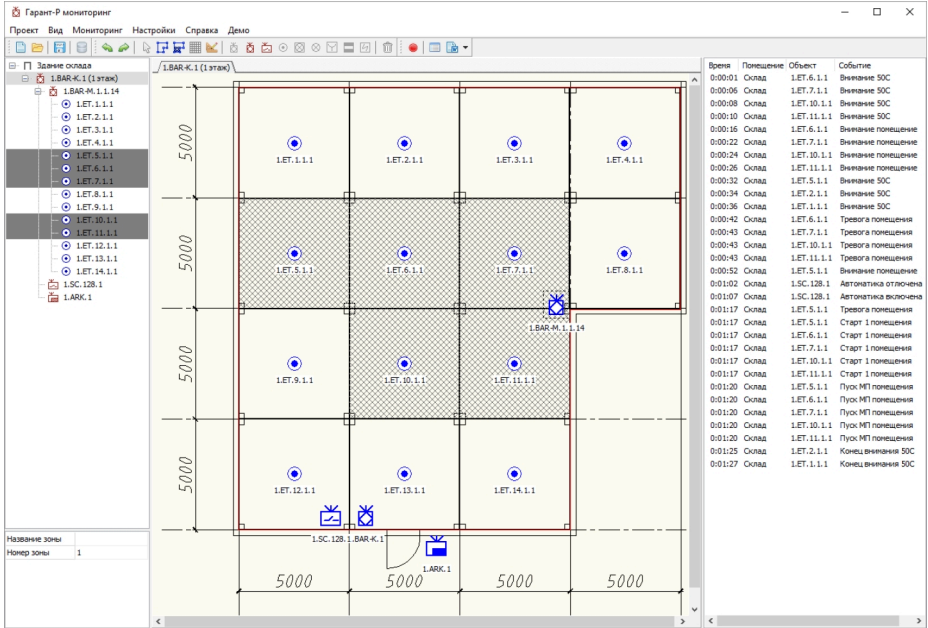 Гарант-Р мониторинг
Проект Вид Мониторинг Настройки Справка Демо
Здание склада
1.BAR-K.1 (1 этаж)
1.BAR-M.1.1.14
1.ET.1.1.1
1.ET.2.1.1
1.ET.3.1.1
1.ET.4.1.1
1.ET.5.1.1
1.ET.6.1.1
1.ET.7.1.1
1.ET.8.1.1
1.ET.9.1.1
1.ET.10.1.1
1.ET.11.1.1
1.ET.12.1.1
1.ET.13.1.1
1.ET.14.1.1
1.SC.128.1
1.ARK.1
Название зоны
Номер зоны 1
1.BAR-K.1 (1 этаж)
5000
1.ET.1.1.1 1.ET.2.1.1 1.ET.3.1.1 1.ET.4.1.1
5000
1.ET.5.1.1 1.ET.6.1.1 1.ET.7.1.1 1.ET.8.1.1
1.BAR-M.1.1.14
5000
1.ET.9.1.1 1.ET.10.1.1 1.ET.11.1.1
5000
1.ET.12.1.1 1.ET.13.1.1 1.ET.14.1.1
1.SC.128.1.BAR-K.1
1.ARK.1
5000 5000 5000 5000
Время Помещение Объект Событие
0:00:01 Склад 1.ET.6.1.1 Внимание 50С
0:00:06 Склад 1.ET.7.1.1 Внимание 50С
0:00:08 Склад 1.ET.10.1.1 Внимание 50С
0:00:10 Склад 1.ET.11.1.1 Внимание 50С
0:00:16 Склад 1.ET.6.1.1 Внимание помещение
0:00:22 Склад 1.ET.7.1.1 Внимание помещение
0:00:24 Склад 1.ET.10.1.1 Внимание помещение
0:00:26 Склад 1.ET.11.1.1 Внимание помещение
0:00:32 Склад 1.ET.5.1.1 Внимание 50С
0:00:34 Склад 1.ET.2.1.1 Внимание 50С
0:00:36 Склад 1.ET.1.1.1 Внимание 50С
0:00:42 Склад 1.ET.6.1.1 Тревога помещения
0:00:43 Склад 1.ET.7.1.1 Тревога помещения
0:00:43 Склад 1.ET.10.1.1 Тревога помещения
0:00:43 Склад 1.ET.11.1.1 Тревога помещения
0:00:52 Склад 1.ET.5.1.1 Внимание помещение
0:01:02 Склад 1.SC.128.1 Автоматика отключена
0:01:07 Склад 1.SC.128.1 Автоматика включена
0:01:17 Склад 1.ET.5.1.1 Тревога помещения
0:01:17 Склад 1.ET.5.1.1 Старт 1 помещения
0:01:17 Склад 1.ET.6.1.1 Старт 1 помещения
0:01:17 Склад 1.ET.7.1.1 Старт 1 помещения
0:01:17 Склад 1.ET.10.1.1 Старт 1 помещения
0:01:17 Склад 1.ET.11.1.1 Старт 1 помещения
0:01:20 Склад 1.ET.5.1.1 Пуск МП помещения
0:01:20 Склад 1.ET.6.1.1 Пуск МП помещения
0:01:20 Склад 1.ET.7.1.1 Пуск МП помещения
0:01:20 Склад 1.ET.10.1.1 Пуск МП помещения
0:01:20 Склад 1.ET.11.1.1 Пуск МП помещения
0:01:25 Склад 1.ET.2.1.1 Конец внимания 50С
0:01:27 Склад 1.ET.1.1.1 Конец внимания 50С